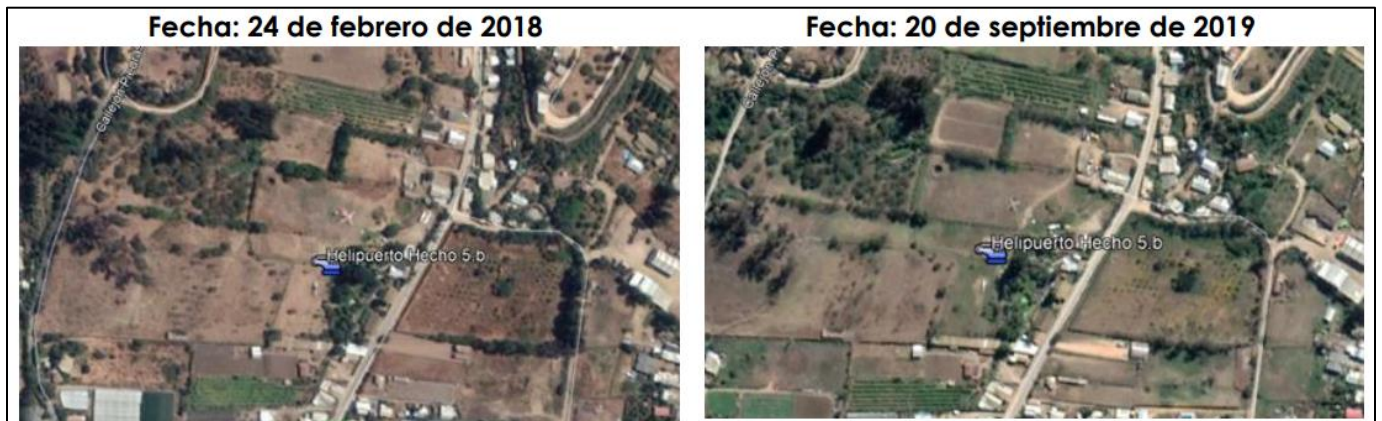 Fecha: 24 de febrero de 2018
Fecha: 20 de septiembre de 2019
Helipuerto Hecho 5.b
Helipuerto Hecho 5.b